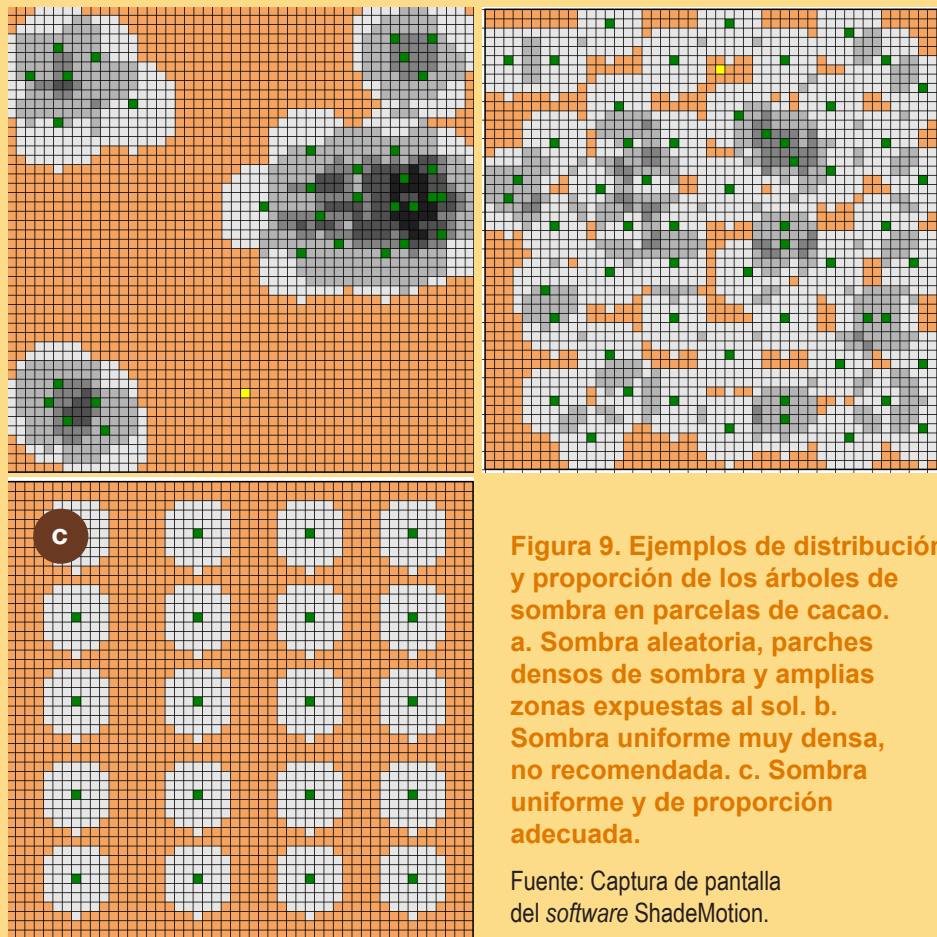 c
Figura 9. Ejemplos de distribución
y proporción de los árboles de
sombra en parcelas de cacao.
a. Sombra aleatoria, parches
densos de sombra y amplias
zonas expuestas al sol. b.
Sombra uniforme muy densa,
no recomendada. c. Sombra
uniforme y de proporción
adecuada.
Fuente: Captura de pantalla
del software ShadeMotion.